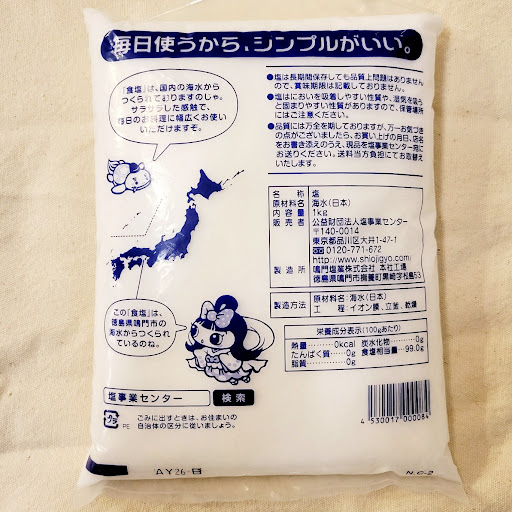 毎日使うから、シンプルがいい。
「食塩」は、国内の海水から
つくられておりますのじゃ。
サラサラした感触で、
毎日のお料理に幅広くお使い
いただけますぞ。
●塩は長期間保存しても品質上問題はありません
ので、賞味期限は記載しておりません。
●塩はにおいを吸着しやすい性質や、湿気を吸う
と固まりやすい性質がありますので、保管場所
にはご注意ください。
●品質には万全を期しておりますが、万一お気づき
の点がございましたら、お買い上げの月日、店名
をお書き添えのうえ、現品を塩事業センター宛に
お送りください。送料当方負担にてお取替え
いたします。
名 称 塩
原材料名 海水(日本)
内容量 1kg
販売者 公益財団法人塩事業センター
〒140-0014
東京都品川区大井1-47-1
0120-771-672
http://www.shiojigyo.com/
製造所 鳴門塩業株式会社 本社工場
徳島県鳴門市撫養町黒崎字松島53
製造方法 原材料名:海水(日本)
工 程:イオン膜、立釜、乾燥
栄養成分表示(100gあたり)
熱量………0kcal 炭水化物………0g
たんぱく質……0g 食塩相当量…99.0g
脂質…………0g
この「食塩」は、
徳島県鳴門市の
海水からつくられて
いるのね。
塩事業センター 検索
プラ PE
ごみに出すときは、お住まいの
自治体の区分に従いましょう。
4 530017 000084
AY26-日
N.C-2